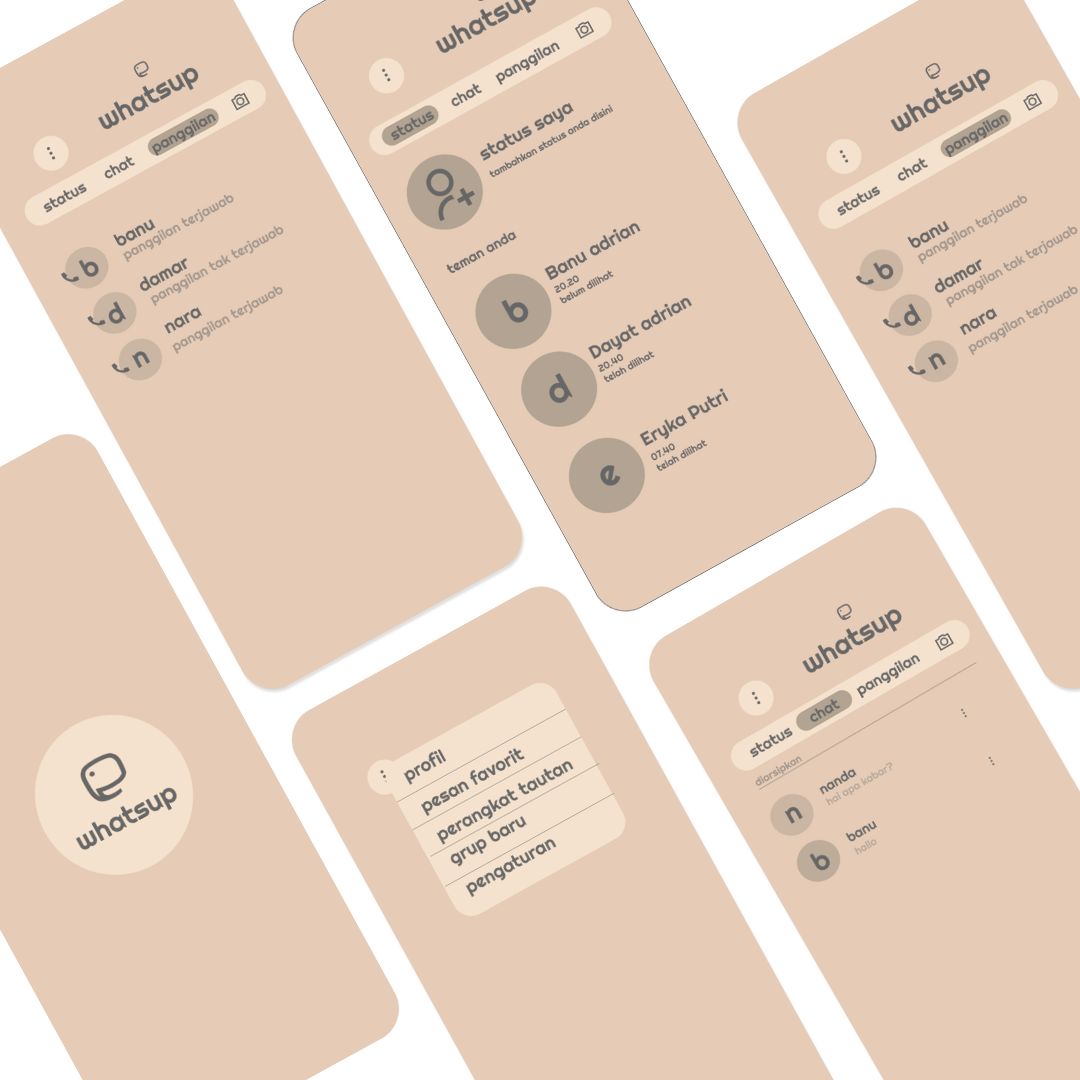 whatsup
status chat panggilan
b
banu
panggilan terjawab
d
damar
panggilan tak terjawab
n
nara
panggilan terjawab
whatsup
status chat panggilan
status saya
tambahkan status anda disini
teman anda
b
Banu adrian
20.20
belum dilihat
d
Dayat adrian
20.40
telah dilihat
e
Eryka Putri
07.40
telah dilihat
whatsup
status chat panggilan
b
banu
panggilan terjawab
d
damar
panggilan tak terjawab
n
nara
panggilan terjawab
whatsup
profil
pesan favorit
perangkat tautan
grup baru
pengaturan
whatsup
status chat panggilan
diarsipkan
n
nanda
hai apa kabar?
b
banu
hallo